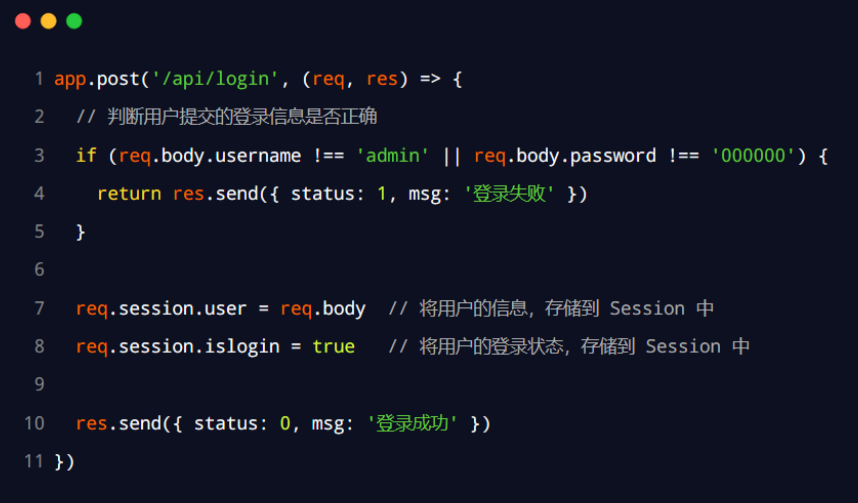 1 app.post('/api/login', (req, res) => {
2 // 判断用户提交的登录信息是否正确
3 if (req.body.username !== 'admin' || req.body.password !== '000000') {
4 return res.send({ status: 1, msg: '登录失败' })
5 }
6
7 req.session.user = req.body // 将用户的信息，存储到 Session 中
8 req.session.islogin = true // 将用户的登录状态，存储到 Session 中
9
10 res.send({ status: 0, msg: '登录成功' })
11 })